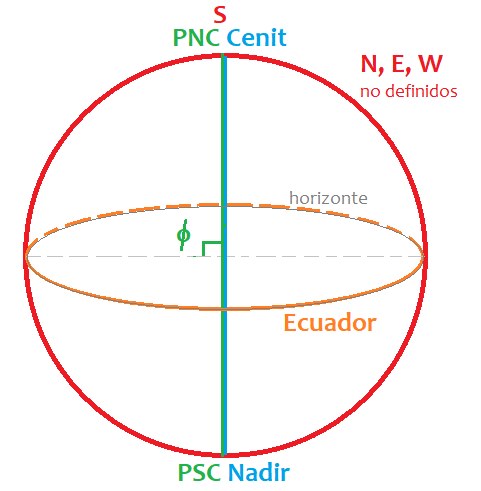 S
PNC Cenit
N, E, W
no definidos
horizonte
ϕ
Ecuador
PSC Nadir